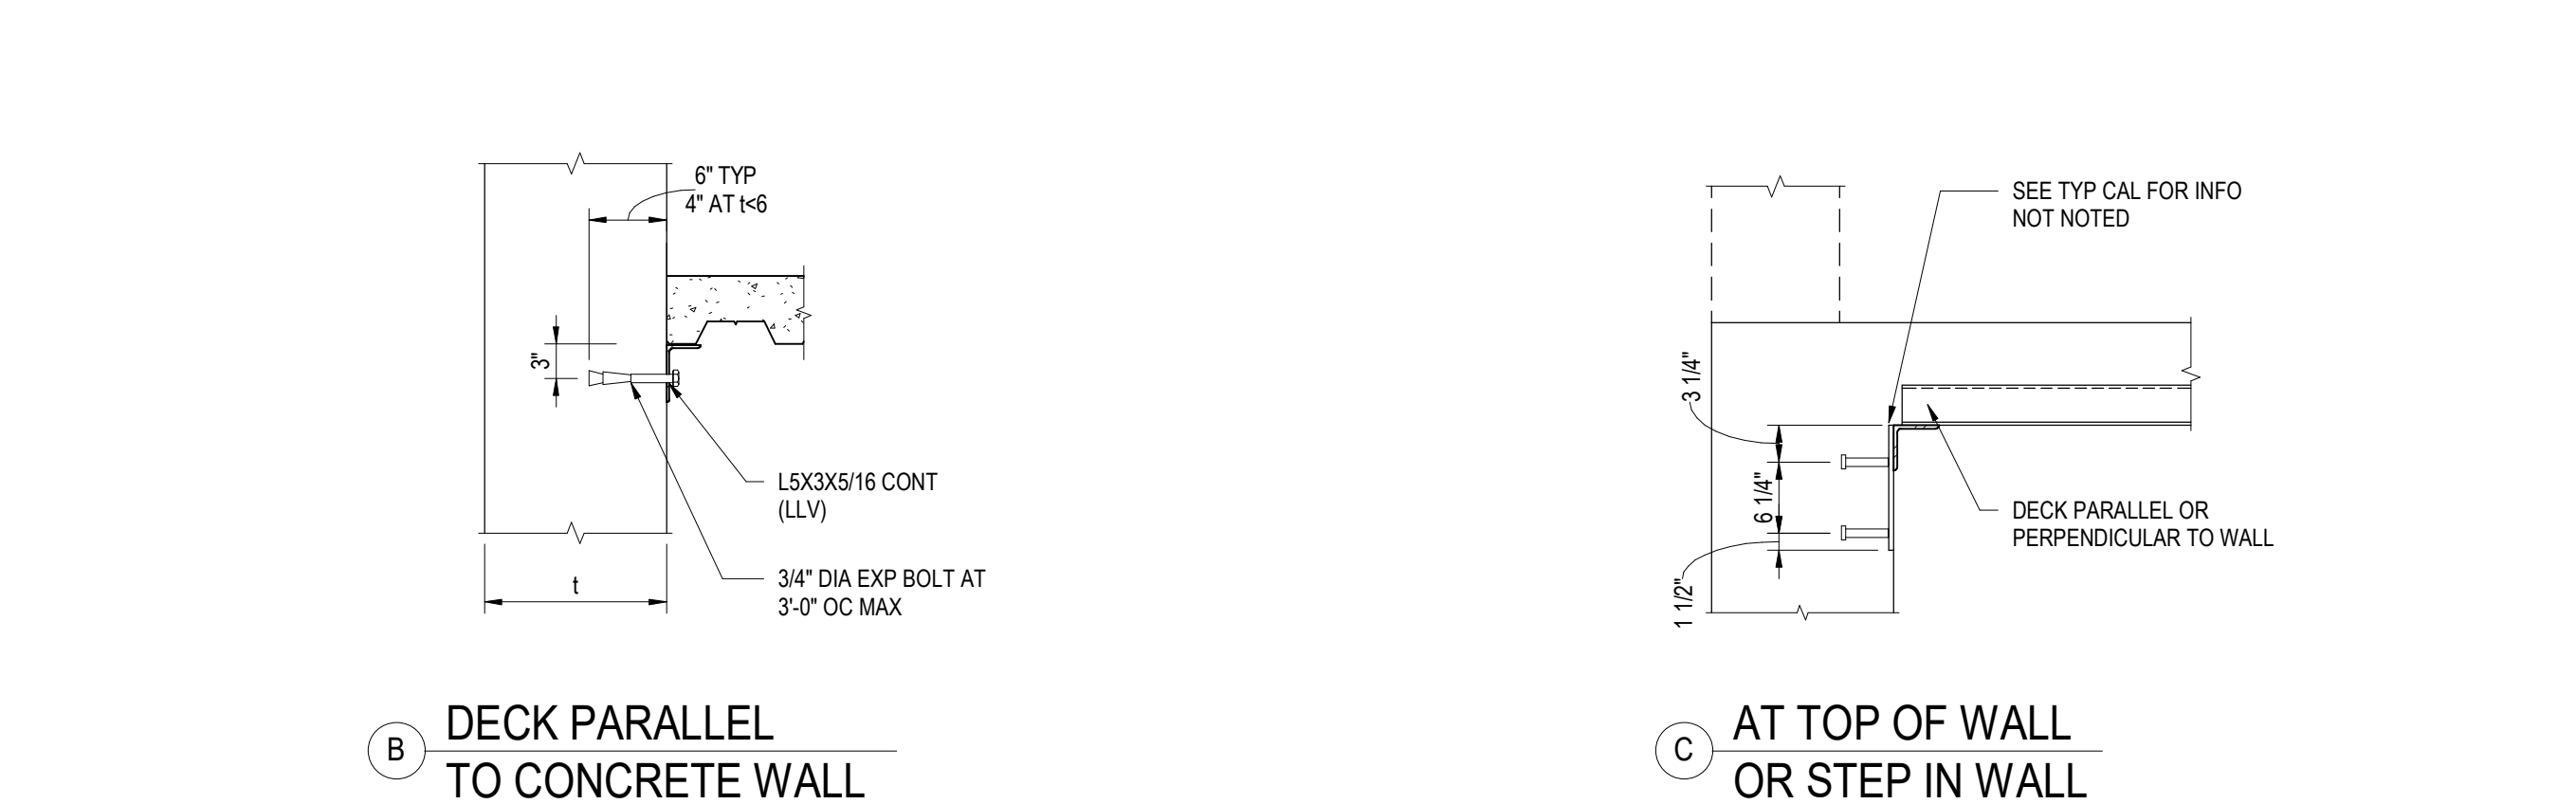 6" TYP
4" AT t<6
3"
L5X3X5/16 CONT
(LLV)
3/4" DIA EXP BOLT AT
3'-0" OC MAX
t
B
DECK PARALLEL
TO CONCRETE WALL
SEE TYP CAL FOR INFO
NOT NOTED
3 1/4"
6 1/4"
1 1/2"
DECK PARALLEL OR
PERPENDICULAR TO WALL
C
AT TOP OF WALL
OR STEP IN WALL